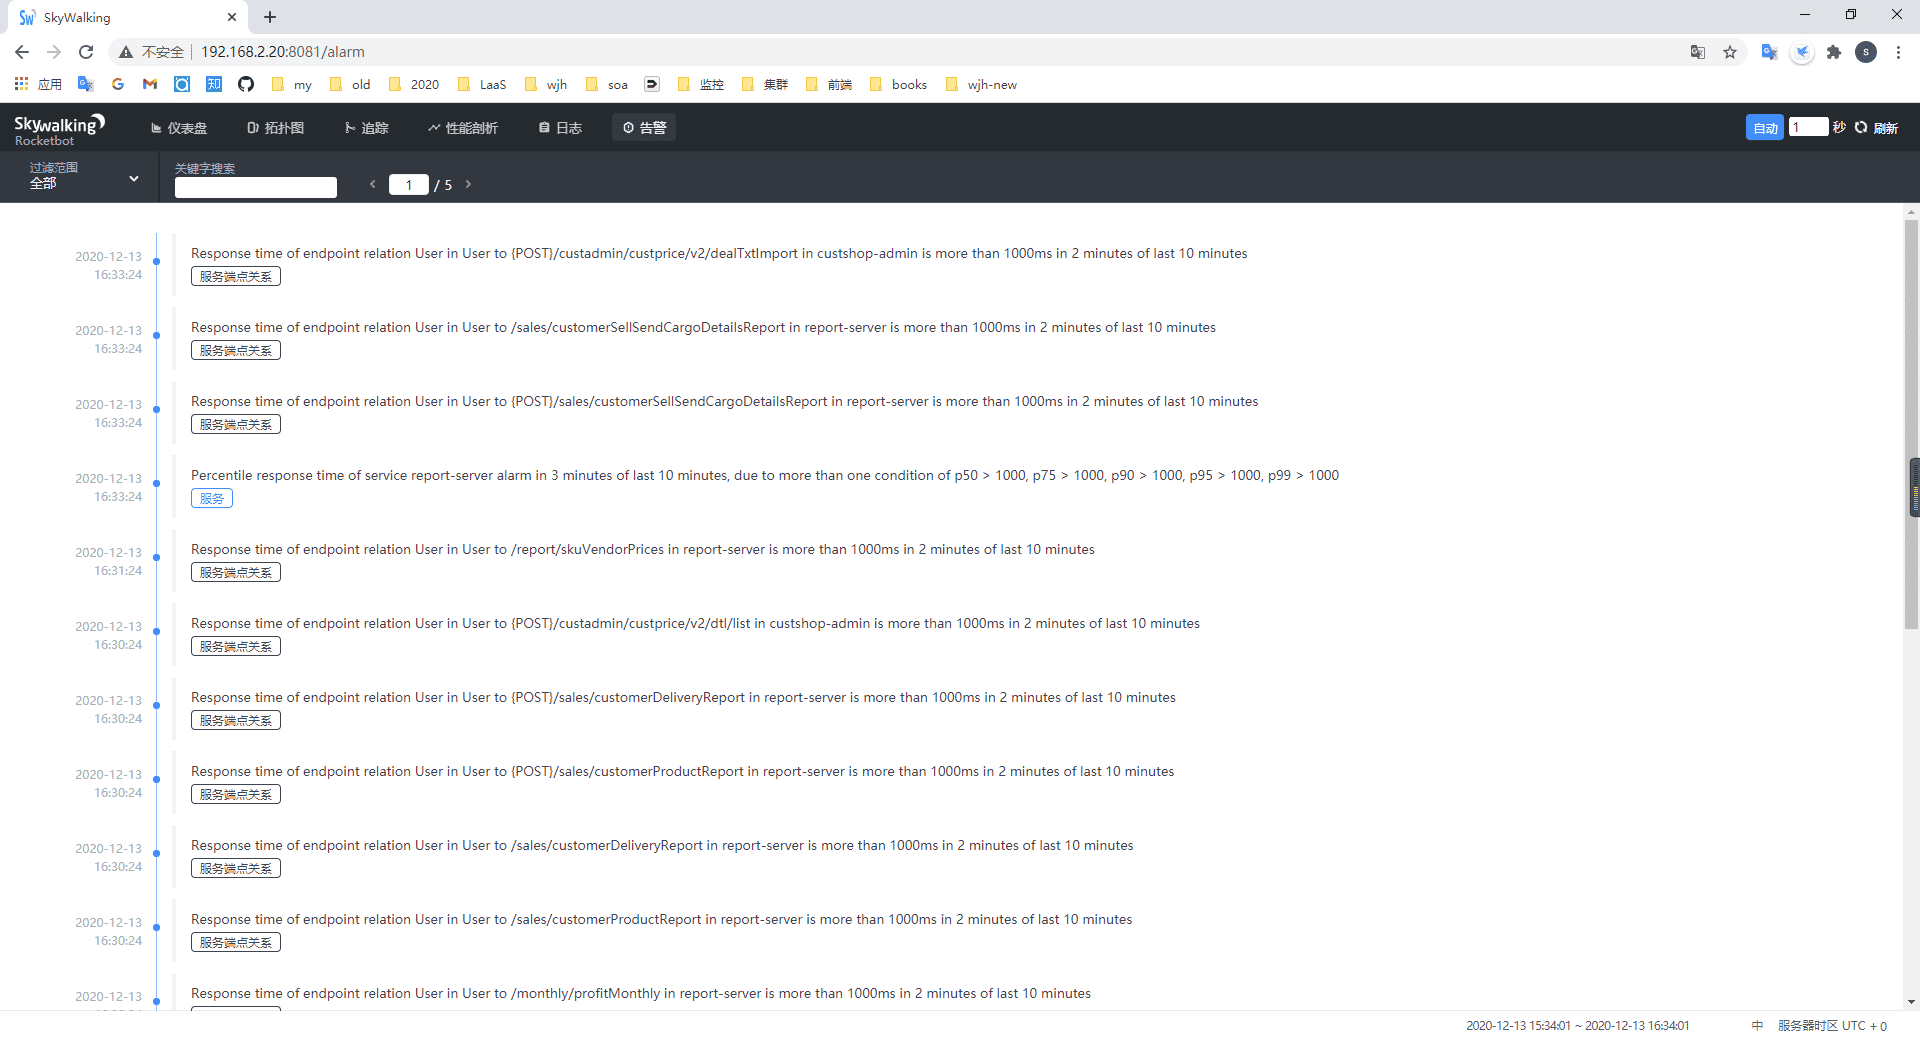 SkyWalking
不安全 192.168.2.20:8081/alarm
应用 my old 2020 LaaS wjh soa 监控 集群 前端 books wjh-new
Skywalking
Rocketbot
仪表盘 拓扑图 追踪 性能剖析 日志 告警 自动 1 秒 刷新
过滤范围
全部
关键字搜索
1 / 5
2020-12-13
16:33:24
Response time of endpoint relation User in User to {POST}/custadmin/custprice/v2/dealTxtImport in custshop-admin is more than 1000ms in 2 minutes of last 10 minutes
服务端点关系
2020-12-13
16:33:24
Response time of endpoint relation User in User to /sales/customerSellSendCargoDetailsReport in report-server is more than 1000ms in 2 minutes of last 10 minutes
服务端点关系
2020-12-13
16:33:24
Response time of endpoint relation User in User to {POST}/sales/customerSellSendCargoDetailsReport in report-server is more than 1000ms in 2 minutes of last 10 minutes
服务端点关系
2020-12-13
16:33:24
Percentile response time of service report-server alarm in 3 minutes of last 10 minutes, due to more than one condition of p50 > 1000, p75 > 1000, p90 > 1000, p95 > 1000, p99 > 1000
服务
2020-12-13
16:31:24
Response time of endpoint relation User in User to /report/skuVendorPrices in report-server is more than 1000ms in 2 minutes of last 10 minutes
服务端点关系
2020-12-13
16:30:24
Response time of endpoint relation User in User to {POST}/custadmin/custprice/v2/dtl/list in custshop-admin is more than 1000ms in 2 minutes of last 10 minutes
服务端点关系
2020-12-13
16:30:24
Response time of endpoint relation User in User to {POST}/sales/customerDeliveryReport in report-server is more than 1000ms in 2 minutes of last 10 minutes
服务端点关系
2020-12-13
16:30:24
Response time of endpoint relation User in User to {POST}/sales/customerProductReport in report-server is more than 1000ms in 2 minutes of last 10 minutes
服务端点关系
2020-12-13
16:30:24
Response time of endpoint relation User in User to /sales/customerDeliveryReport in report-server is more than 1000ms in 2 minutes of last 10 minutes
服务端点关系
2020-12-13
16:30:24
Response time of endpoint relation User in User to /sales/customerProductReport in report-server is more than 1000ms in 2 minutes of last 10 minutes
服务端点关系
2020-12-13
Response time of endpoint relation User in User to /monthly/profitMonthly in report-server is more than 1000ms in 2 minutes of last 10 minutes
2020-12-13 15:34:01 ~ 2020-12-13 16:34:01 中 服务器时区 UTC + 0